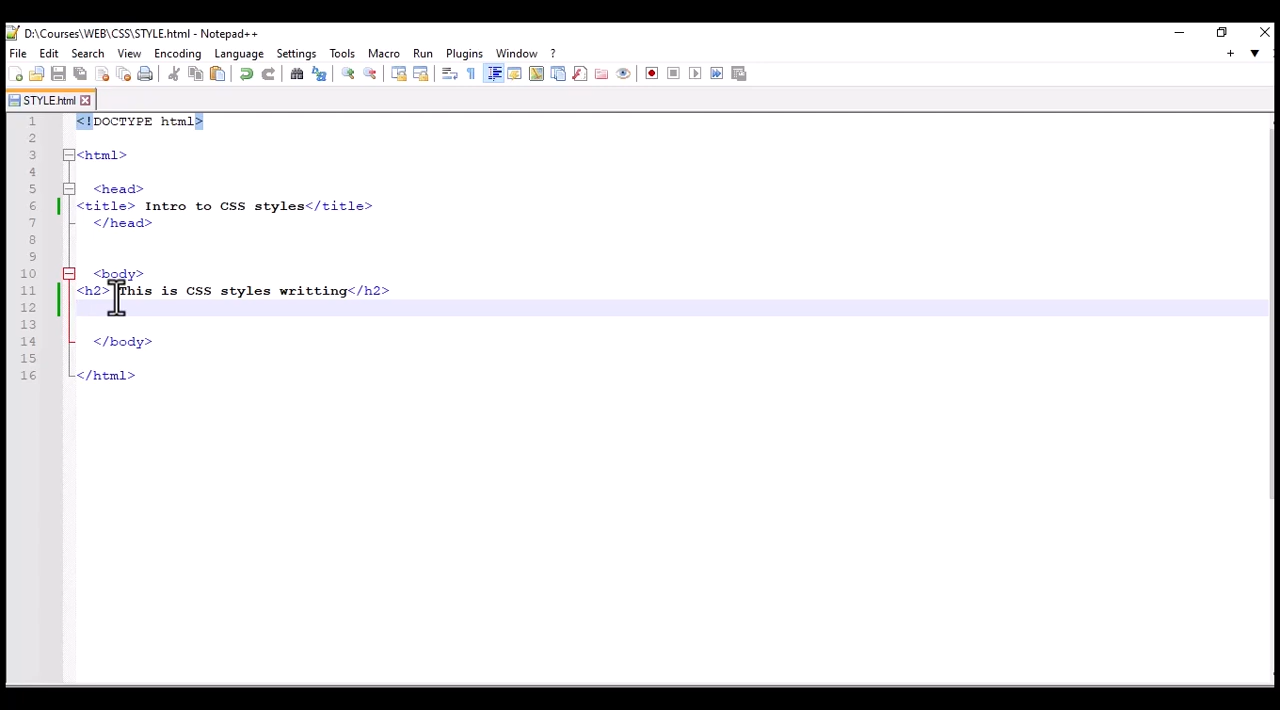 D:\Courses\WEB\CSS\STYLE.html - Notepad++
File Edit Search View Encoding Language Settings Tools Macro Run Plugins Window ?
STYLE.html
1 <!DOCTYPE html>
2
3 <html>
4
5 <head>
6 <title> Intro to CSS styles</title>
7 </head>
8
9
10 <body>
11 <h2> This is CSS styles writting</h2>
12
13
14 </body>
15
16 </html>